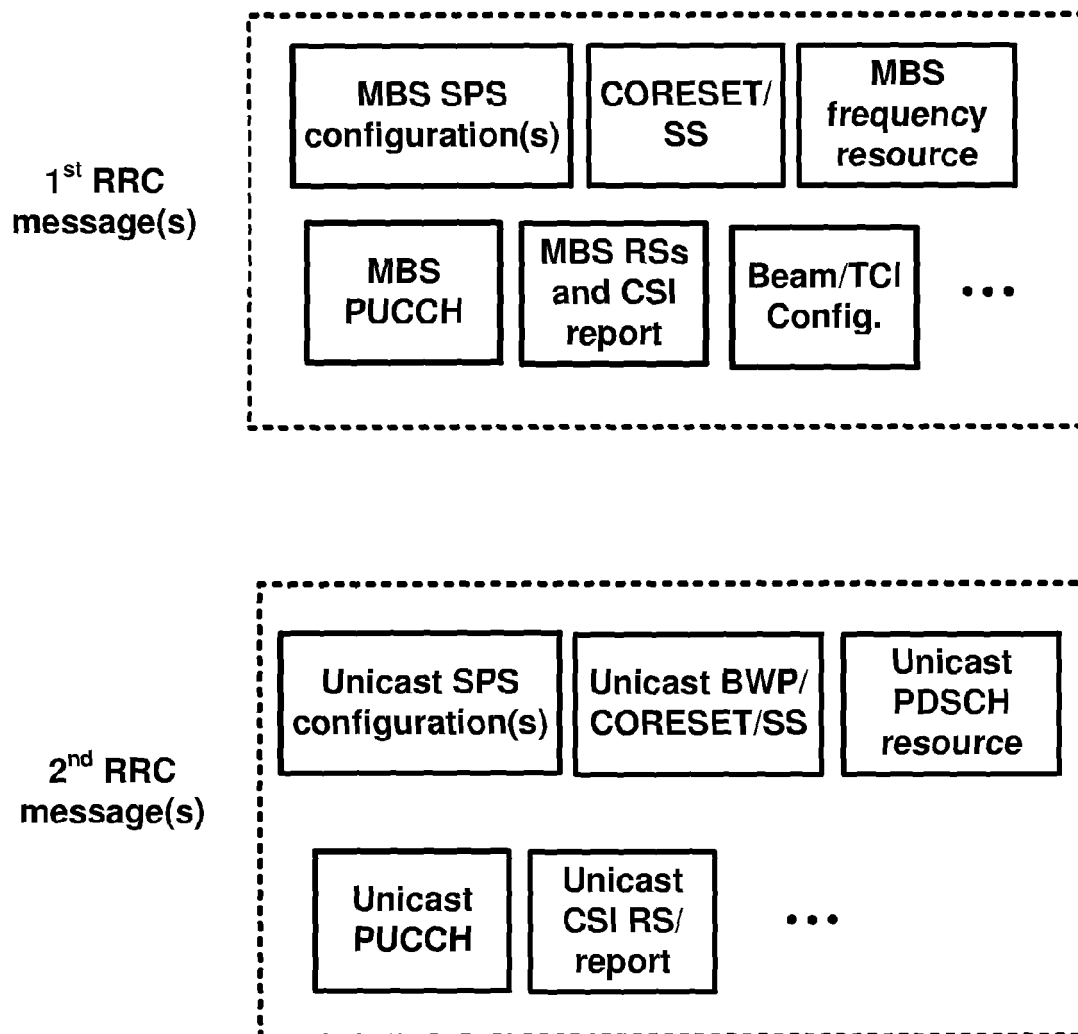 MBS SPS
configuration(s)
CORESET/
SS
MBS
frequency
resource
1st RRC
message(s)
MBS
PUCCH
MBS RSs
and CSI
report
Beam/TCI
Config.
...
Unicast SPS
configuration(s)
Unicast BWP/
CORESET/SS
Unicast
PDSCH
resource
2nd RRC
message(s)
Unicast
PUCCH
Unicast
CSI RS/
report
...